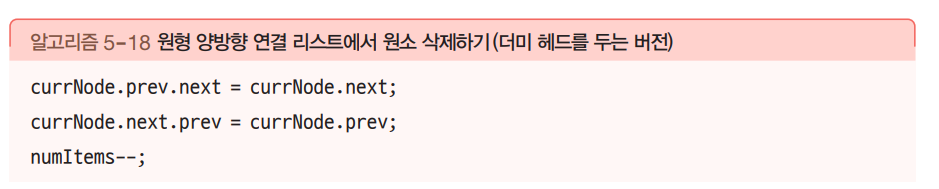 알고리즘 5-18 원형 양방향 연결 리스트에서 원소 삭제하기(더미 헤드를 두는 버전)
currNode.prev.next = currNode.next;
currNode.next.prev = currNode.prev;
numItems--;